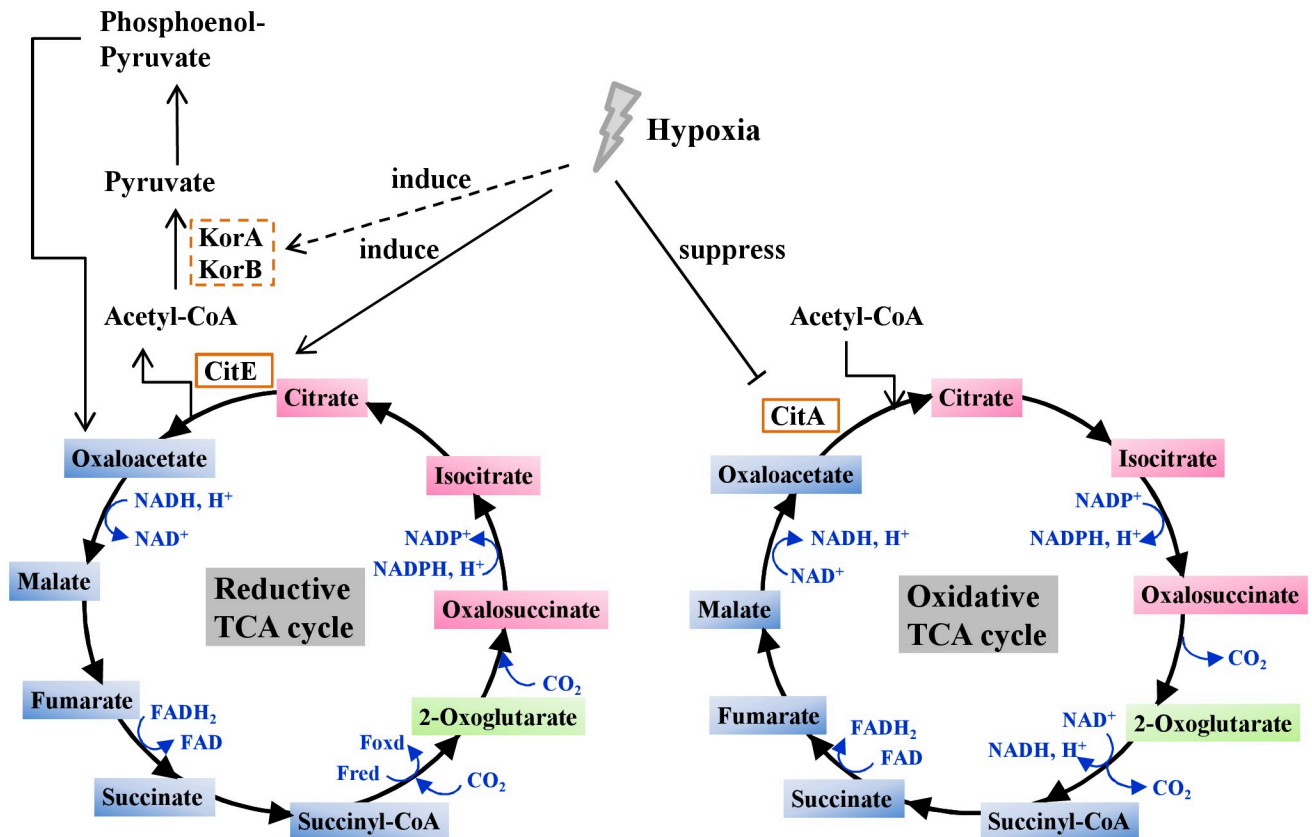 Phosphoenol-
Pyruvate
Hypoxia
Pyruvate
induce
KorA
KorB
induce
suppress
Acetyl-CoA
Acetyl-CoA
CitE
Citrate
CitA
Citrate
Oxaloacetate
Isocitrate
Oxaloacetate
Isocitrate
NADH, H⁺
NAD⁺
NADP⁺
NADPH, H⁺
NADH, H⁺
NAD⁺
NADP⁺
NADPH, H⁺
Malate
Reductive
TCA cycle
Oxalosuccinate
Malate
Oxidative
TCA cycle
Oxalosuccinate
CO₂
CO₂
Fumarate
FADH₂
FAD
2-Oxoglutarate
Fumarate
FADH₂
FAD
NAD⁺
NADH, H⁺
2-Oxoglutarate
Foxd
Fred
CO₂
CO₂
Succinate
Succinyl-CoA
Succinate
Succinyl-CoA